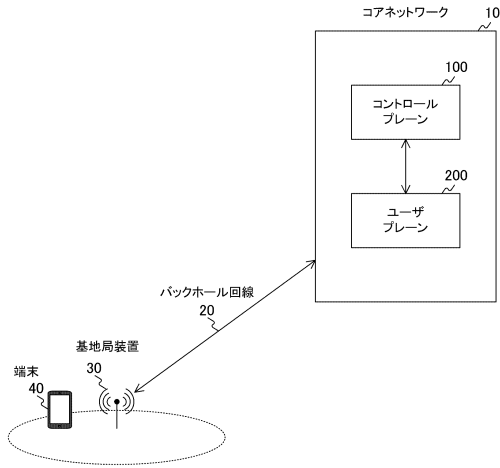 コアネットワーク
10
100
コントロール
プレーン
200
ユーザ
プレーン
バックホール回線
20
基地局装置
30
端末
40